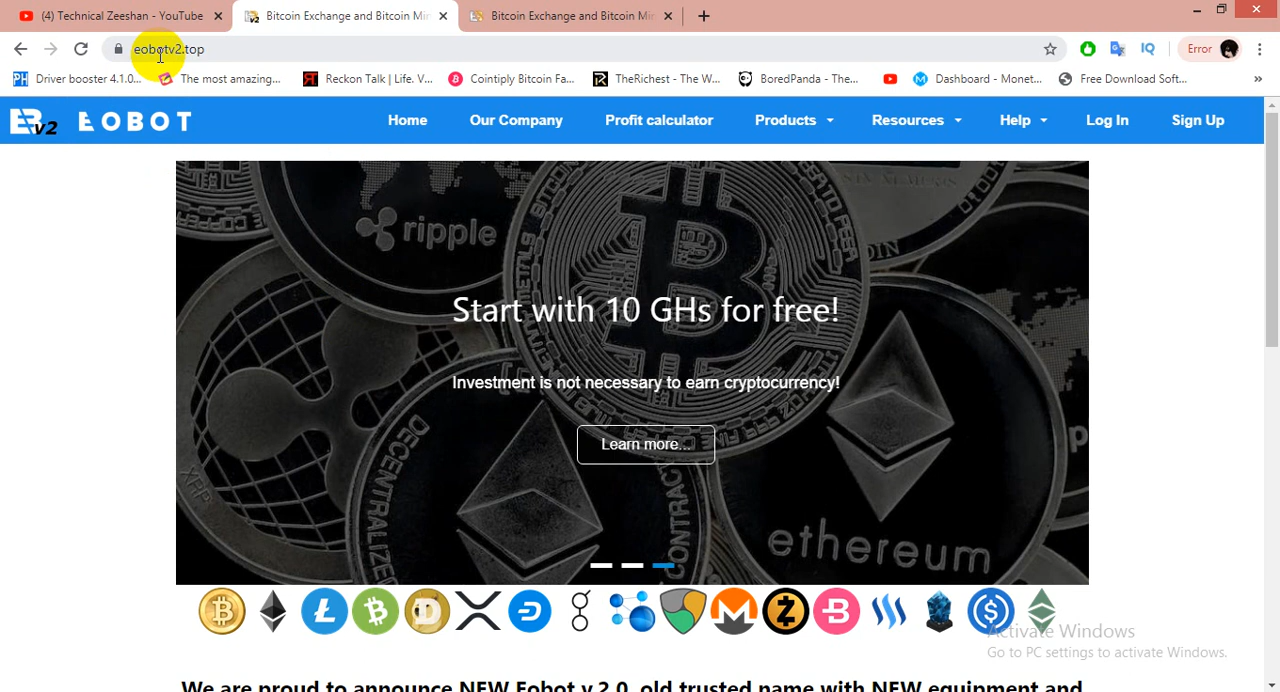 (4) Technical Zeeshan - YouTube
Bitcoin Exchange and Bitcoin Min
Bitcoin Exchange and Bitcoin Min
eobotv2.top
Error
Driver booster 4.1.0...
The most amazing...
Reckon Talk | Life. V...
Cointiply Bitcoin Fa...
TheRichest - The W...
BoredPanda - The...
Dashboard - Monet...
Free Download Soft...
»
v2 EOBOT
Home
Our Company
Profit calculator
Products
Resources
Help
Log In
Sign Up
ripple
Start with 10 GHs for free!
Investment is not necessary to earn cryptocurrency!
Learn more...
ethereum
Activate Windows
Go to PC settings to activate Windows.
We are proud to announce NEW Eobot v 2.0, old trusted name with NEW equipment and